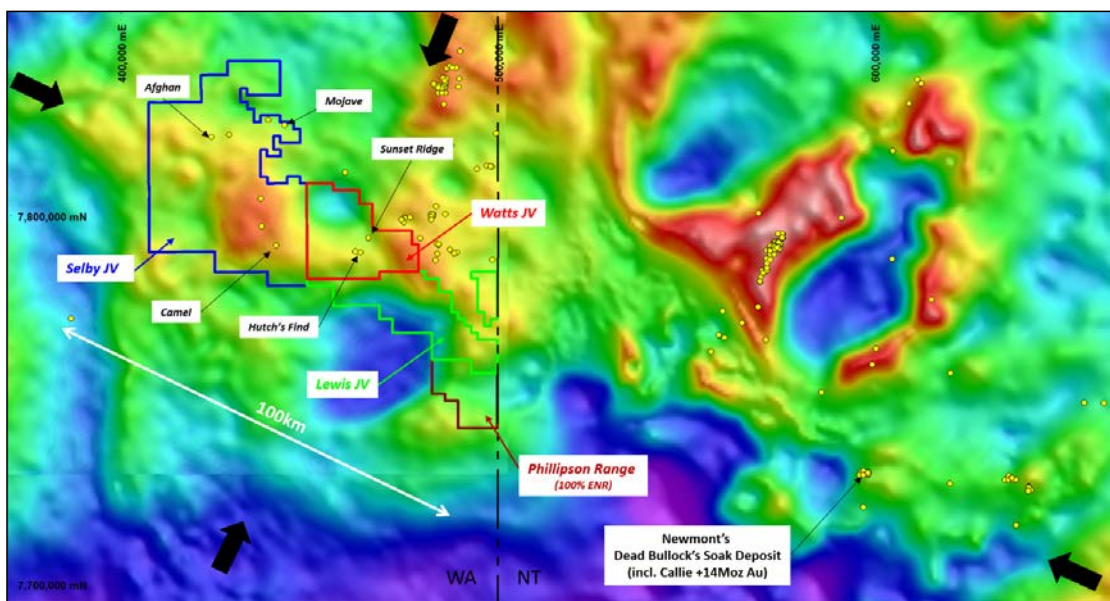 400,000 mE
500,000 mE
600,000 mE
Afghan
Mojave
Sunset Ridge
7,800,000 mN
Watts JV
Selby JV
Camel
Hutch's Find
Lewis JV
100km
Phillipson Range
(100% ENR)
Newmont's
Dead Bullock's Soak Deposit
(incl. Callie +14Moz Au)
WA
NT
7,700,000 mN